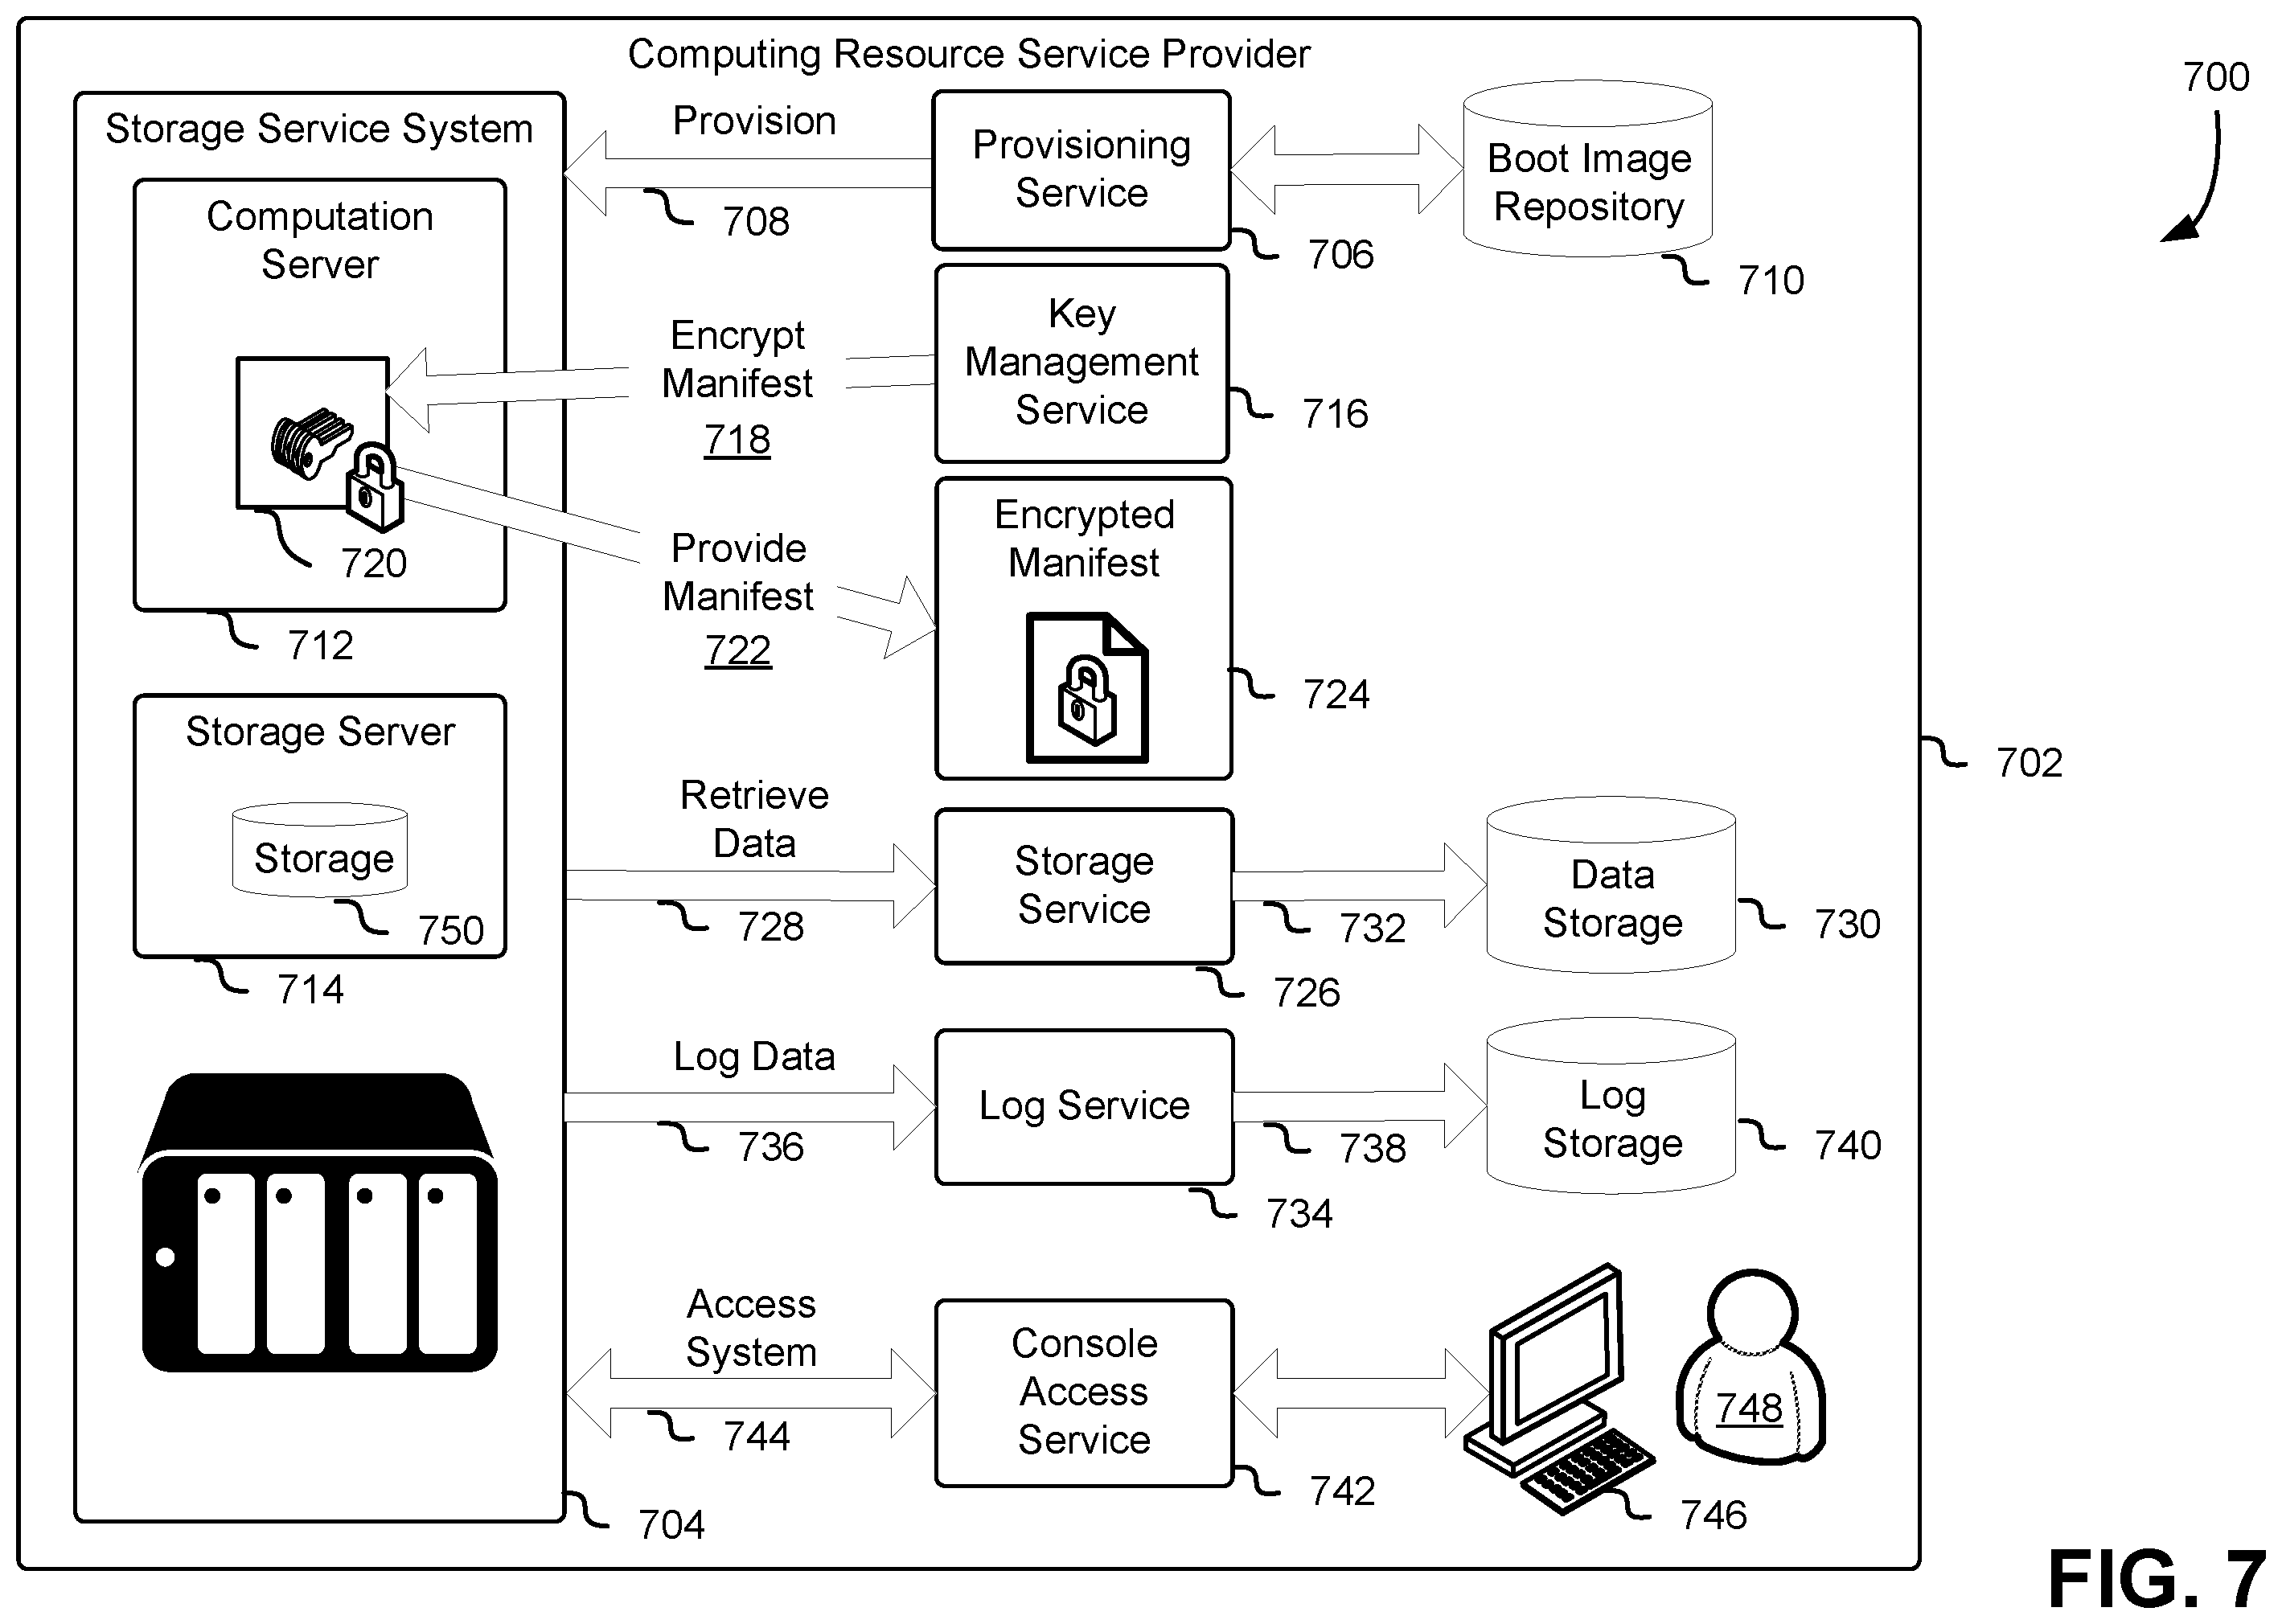 Computing Resource Service Provider
700
Storage Service System
Computation
Server
720
712
Storage Server
Storage
750
714
704
Provision
708
Provisioning
Service
706
Boot Image
Repository
710
Encrypt
Manifest
718
Key
Management
Service
716
Provide
Manifest
722
Encrypted
Manifest
724
702
Retrieve
Data
728
Storage
Service
726
732
Data
Storage
730
Log Data
736
Log Service
734
738
Log
Storage
740
Access
System
744
Console
Access
Service
742
746
748
FIG. 7